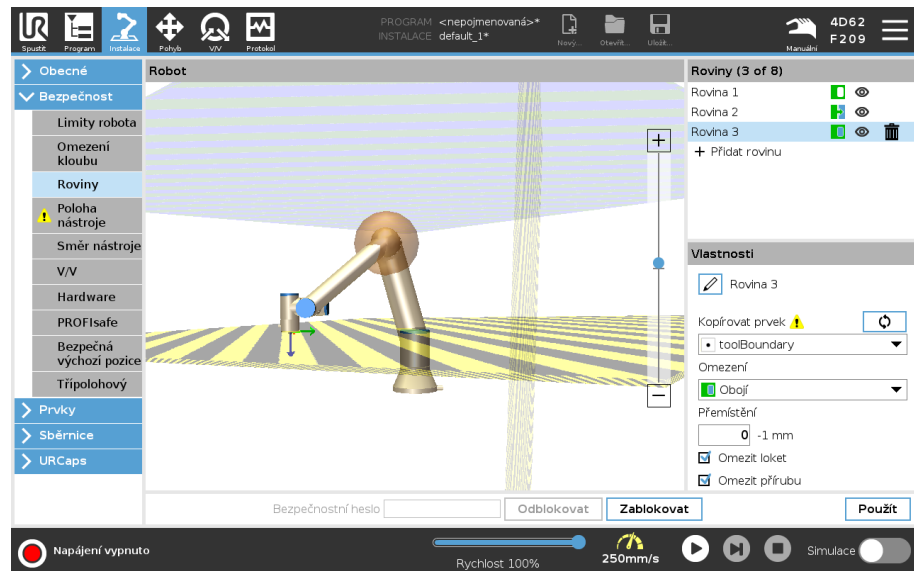 PROGRAM <nepojmenovaná>*
INSTALACE default_1*
Spustit
Program
Instalace
Pohyb
V/V
Protokol
Nový...
Otevřít...
Uložit...
Manuální
4D62
F209
Obecné
Bezpečnost
Limity robota
Omezení
kloubu
Roviny
Poloha
nástroje
Směr nástroje
V/V
Hardware
PROFIsafe
Bezpečná
výchozí pozice
Třípolohový
Prvky
Sběrnice
URCaps
Robot
Roviny (3 of 8)
Rovina 1
Rovina 2
Rovina 3
+ Přidat rovinu
Vlastnosti
Rovina 3
Kopírovat prvek
toolBoundary
Omezení
Obojí
Přemístění
0 -1 mm
Omezit loket
Omezit přírubu
Bezpečnostní heslo
Odblokovat
Zablokovat
Použít
Napájení vypnuto
Rychlost 100%
250mm/s
Simulace